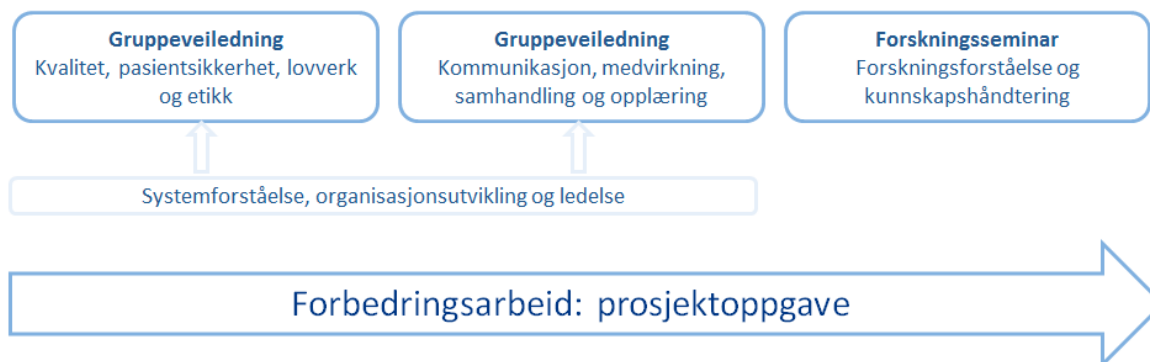 Gruppeveiledning
Kvalitet, pasientsikkerhet, lovverk
og etikk
Gruppeveiledning
Kommunikasjon, medvirkning,
samhandling og opplæring
Forskningsseminar
Forskningsforståelse og
kunnskapshåndtering
Systemforståelse, organisasjonsutvikling og ledelse
Forbedringsarbeid: prosjektoppgave